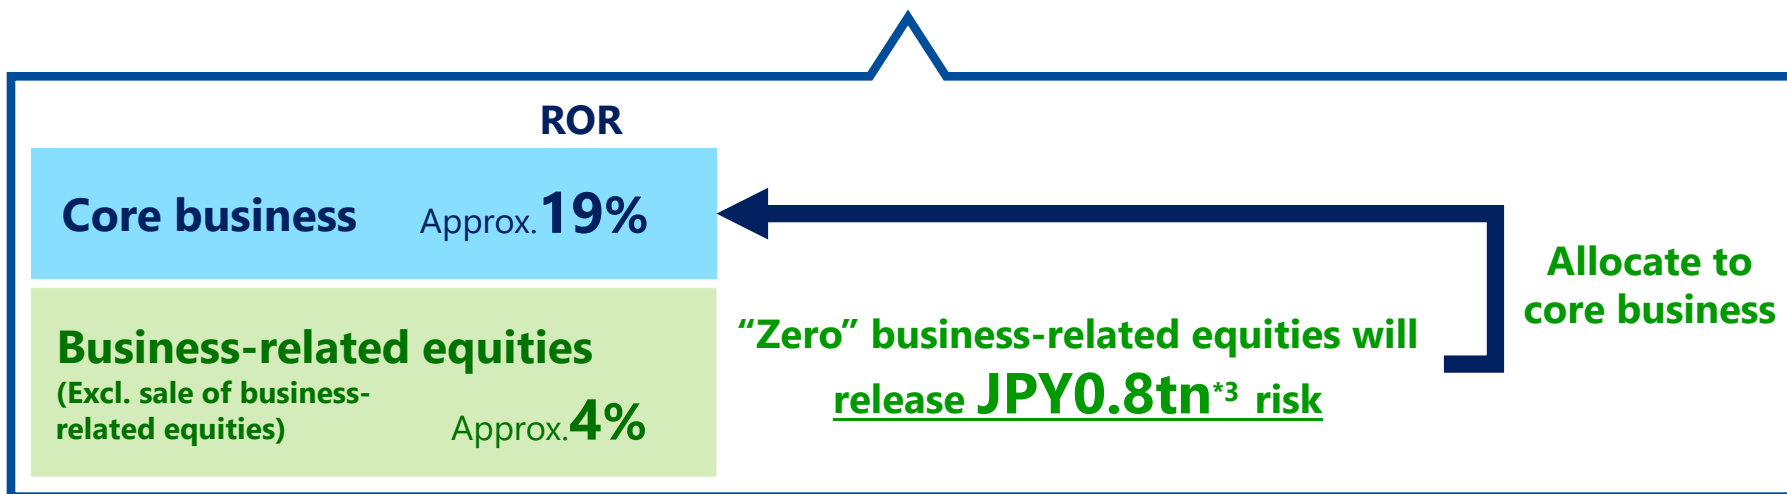 ROR
Core business Approx.19%
Business-related equities
(Excl. sale of business-
related equities) Approx.4%
“Zero” business-related equities will
release JPY0.8tn*3 risk
Allocate to
core business